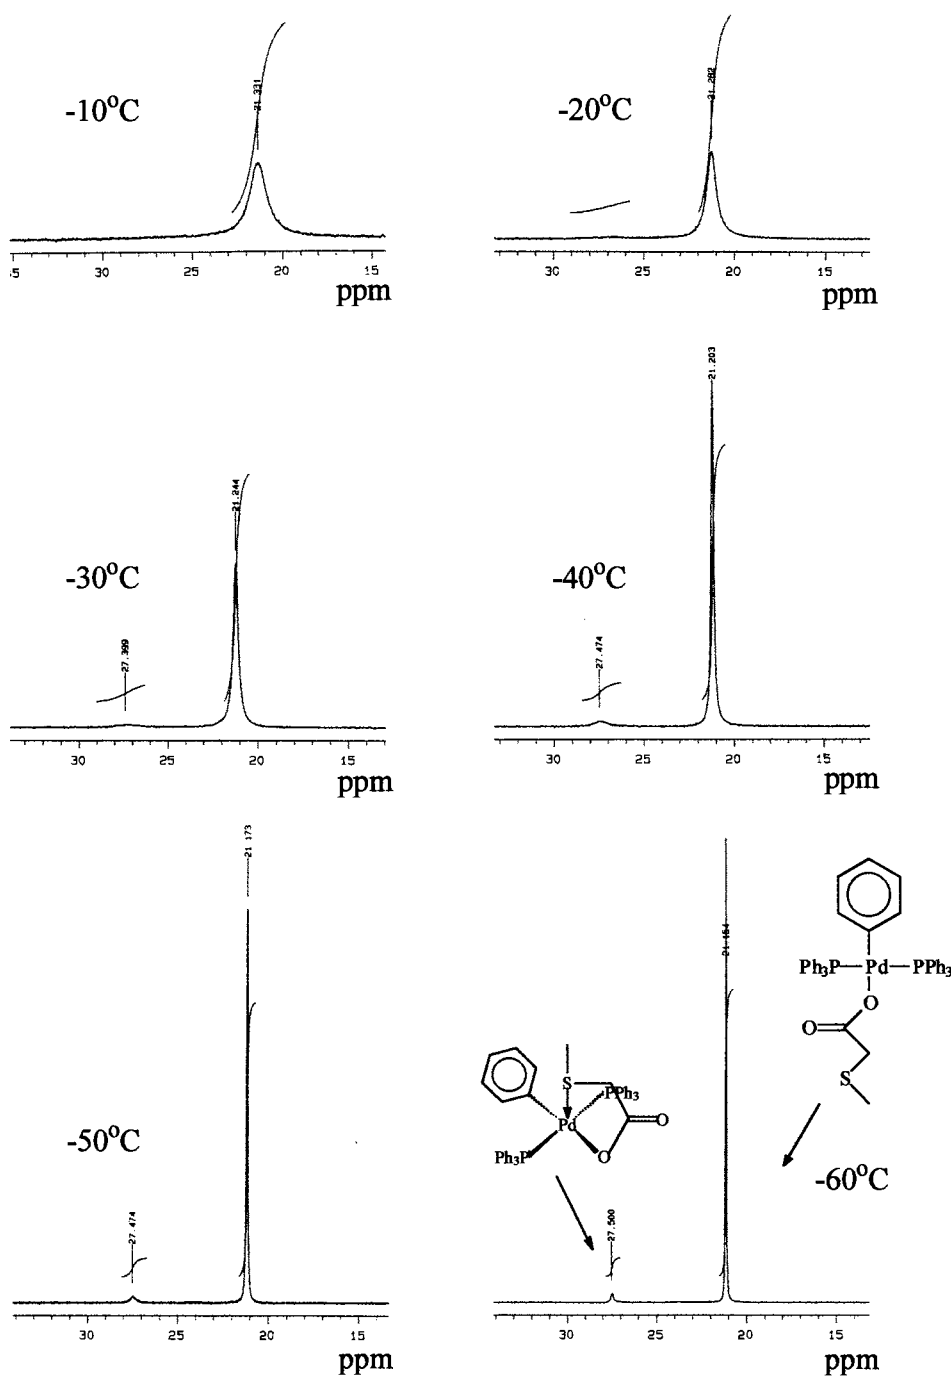 21.331
-10°C
35 30 25 20 15
ppm
21.282
-20°C
30 25 20 15
ppm
21.244
-30°C
27.399
30 25 20 15
ppm
21.203
-40°C
27.474
30 25 20 15
ppm
21.173
-50°C
27.474
30 25 20 15
ppm
21.154
Ph₃P Pd PPh₃
O
O
S
S
PPh₃
Pd
O
Ph₃P
O
-60°C
27.500
30 25 20 15
ppm